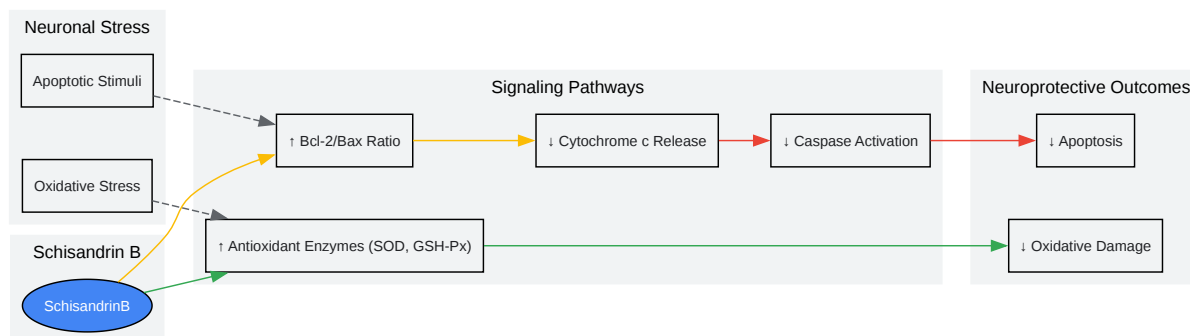 Neuronal Stress
Apoptotic Stimuli
Oxidative Stress
Schisandrin B
SchisandrinB
Signaling Pathways
↑ Bcl-2/Bax Ratio
↓ Cytochrome c Release
↓ Caspase Activation
↑ Antioxidant Enzymes (SOD, GSH-Px)
Neuroprotective Outcomes
↓ Apoptosis
↓ Oxidative Damage